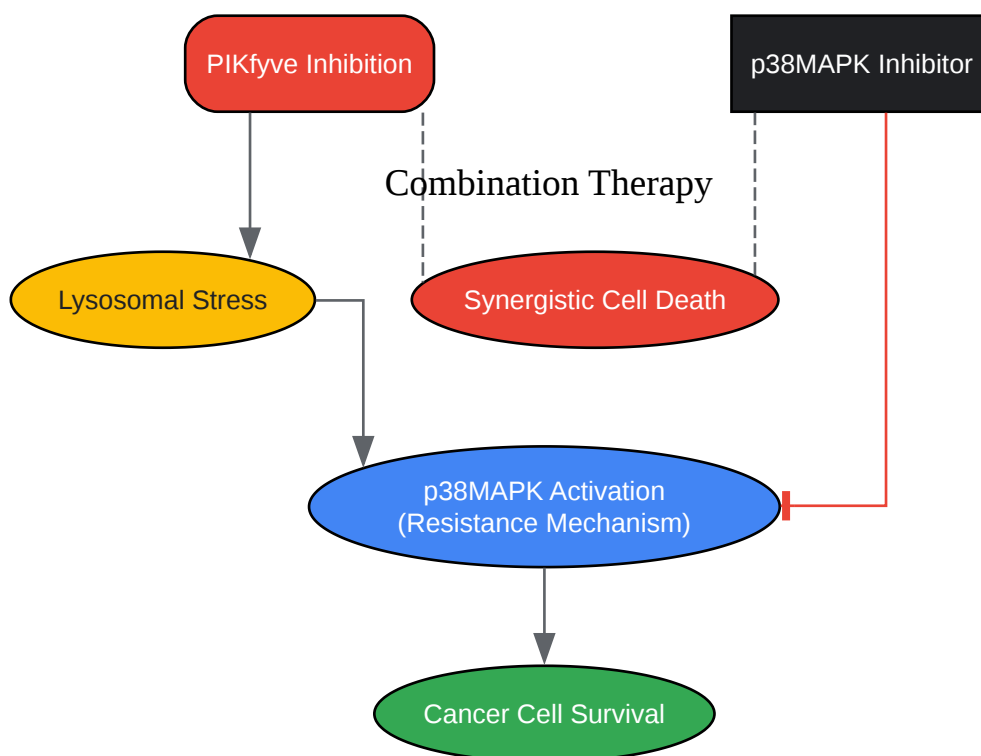 PIKfyve Inhibition
p38MAPK Inhibitor
Combination Therapy
Lysosomal Stress
Synergistic Cell Death
p38MAPK Activation
(Resistance Mechanism)
Cancer Cell Survival